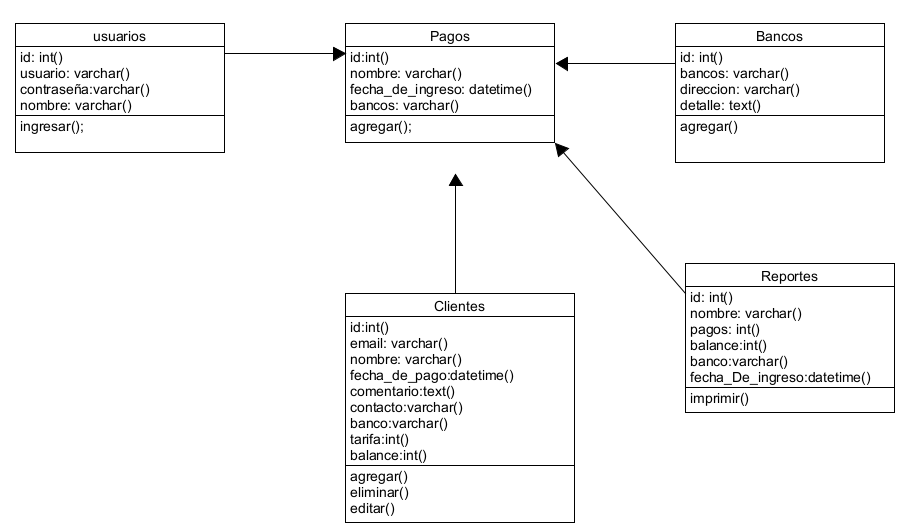 usuarios
id: int()
usuario: varchar()
contraseña:varchar()
nombre: varchar()
ingresar();
Pagos
id:int()
nombre: varchar()
fecha_de_ingreso: datetime()
bancos: varchar()
agregar();
Bancos
id: int()
bancos: varchar()
direccion: varchar()
detalle: text()
agregar()
Clientes
id:int()
email: varchar()
nombre: varchar()
fecha_de_pago:datetime()
comentario:text()
contacto:varchar()
banco:varchar()
tarifa:int()
balance:int()
agregar()
eliminar()
editar()
Reportes
id: int()
nombre: varchar()
pagos: int()
balance:int()
banco:varchar()
fecha_De_ingreso:datetime()
imprimir()